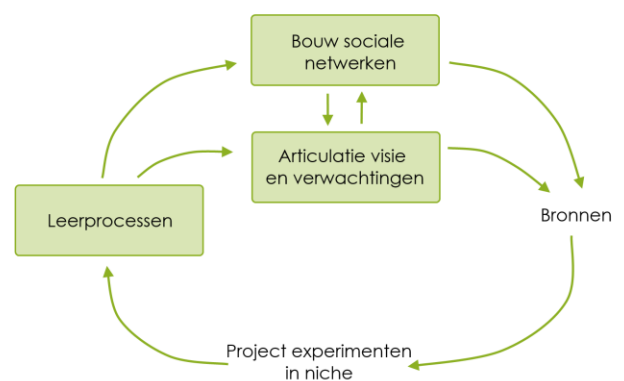 Bouw sociale
netwerken
Articulatie visie
en verwachtingen
Leerprocessen
Bronnen
Project experimenten
in niche